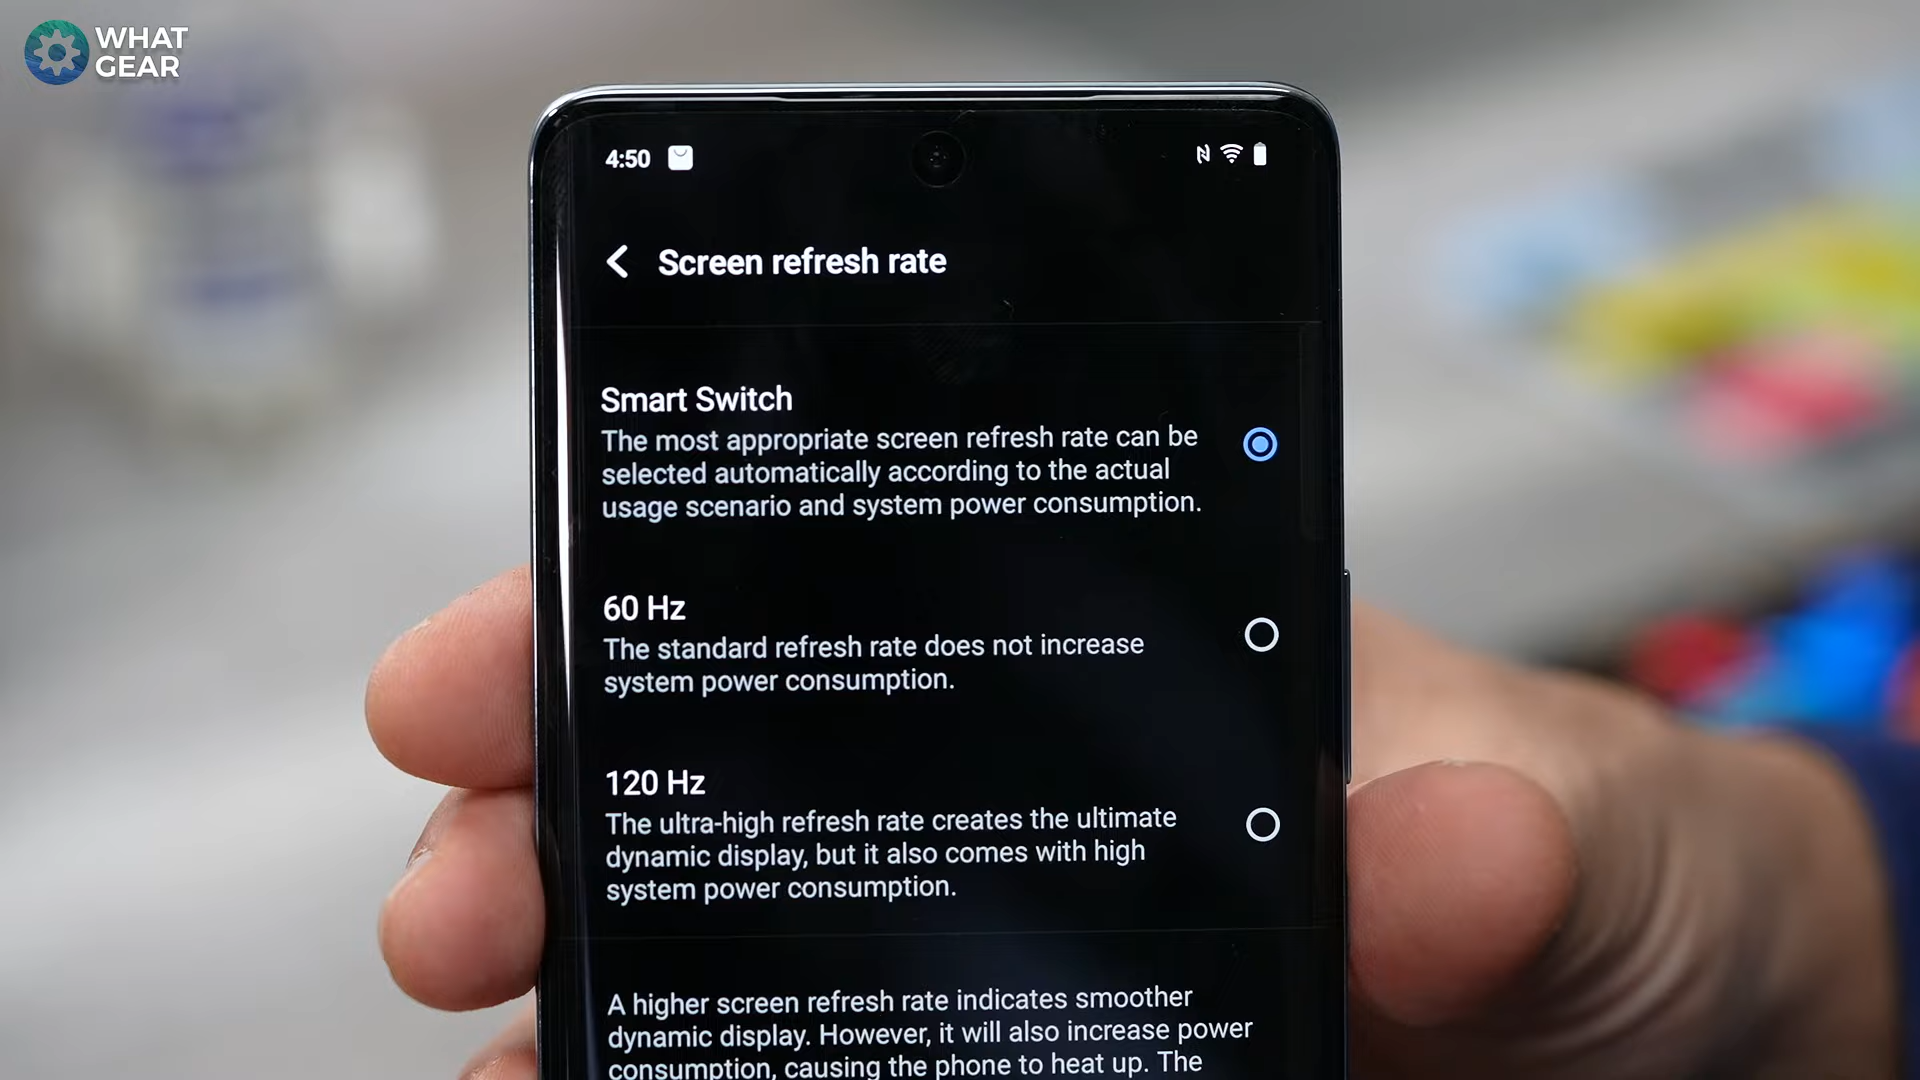 WHAT
GEAR
4:50
Screen refresh rate
Smart Switch
The most appropriate screen refresh rate can be
selected automatically according to the actual
usage scenario and system power consumption.
60 Hz
The standard refresh rate does not increase
system power consumption.
120 Hz
The ultra-high refresh rate creates the ultimate
dynamic display, but it also comes with high
system power consumption.
A higher screen refresh rate indicates smoother
dynamic display. However, it will also increase power
consumption, causing the phone to heat up. The